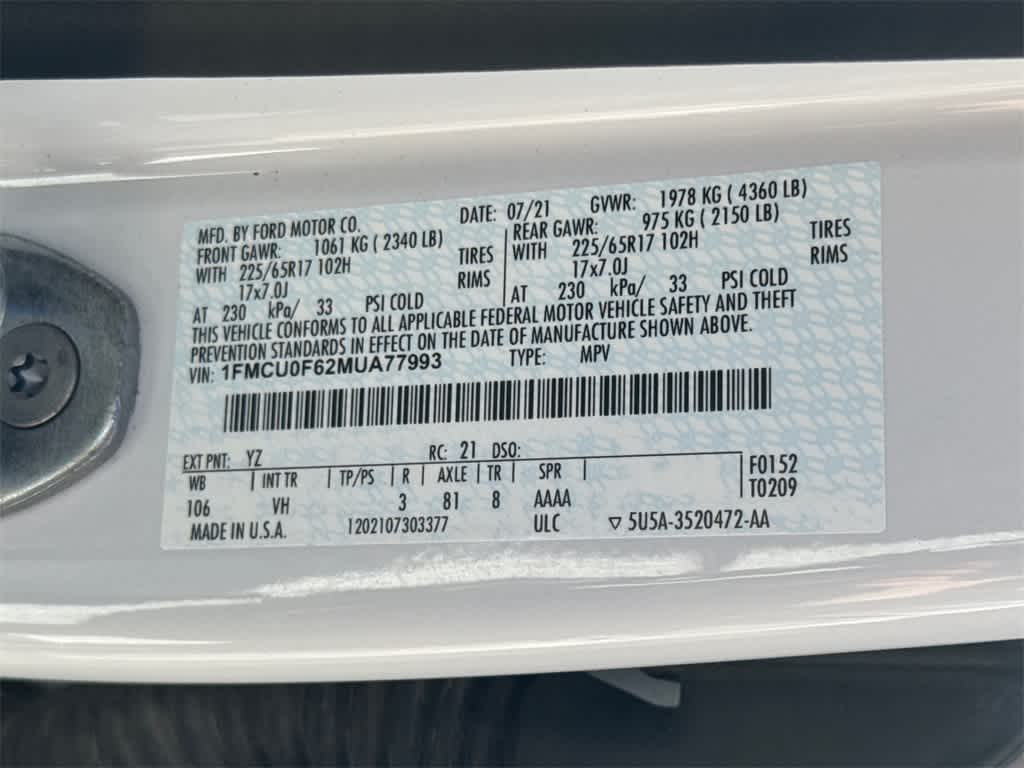 MFD. BY FORD MOTOR CO. DATE: 07/21 GVWR: 1978 KG ( 4360 LB)
FRONT GAWR: 1061 KG ( 2340 LB) REAR GAWR: 975 KG ( 2150 LB)
WITH 225/65R17 102H TIRES WITH 225/65R17 102H TIRES
17x7.0J RIMS 17x7.0J RIMS
AT 230 kPa/ 33 PSI COLD AT 230 kPa/ 33 PSI COLD
THIS VEHICLE CONFORMS TO ALL APPLICABLE FEDERAL MOTOR VEHICLE SAFETY AND THEFT
PREVENTION STANDARDS IN EFFECT ON THE DATE OF MANUFACTURE SHOWN ABOVE.
VIN: 1FMCU0F62MUA77993 TYPE: MPV
EXT PNT: YZ RC: 21 DSO:
WB INT TR TP/PS R AXLE TR SPR F0152
106 VH 3 81 8 AAAA T0209
MADE IN U.S.A. 1202107303377 ULC ▽ 5U5A-3520472-AA